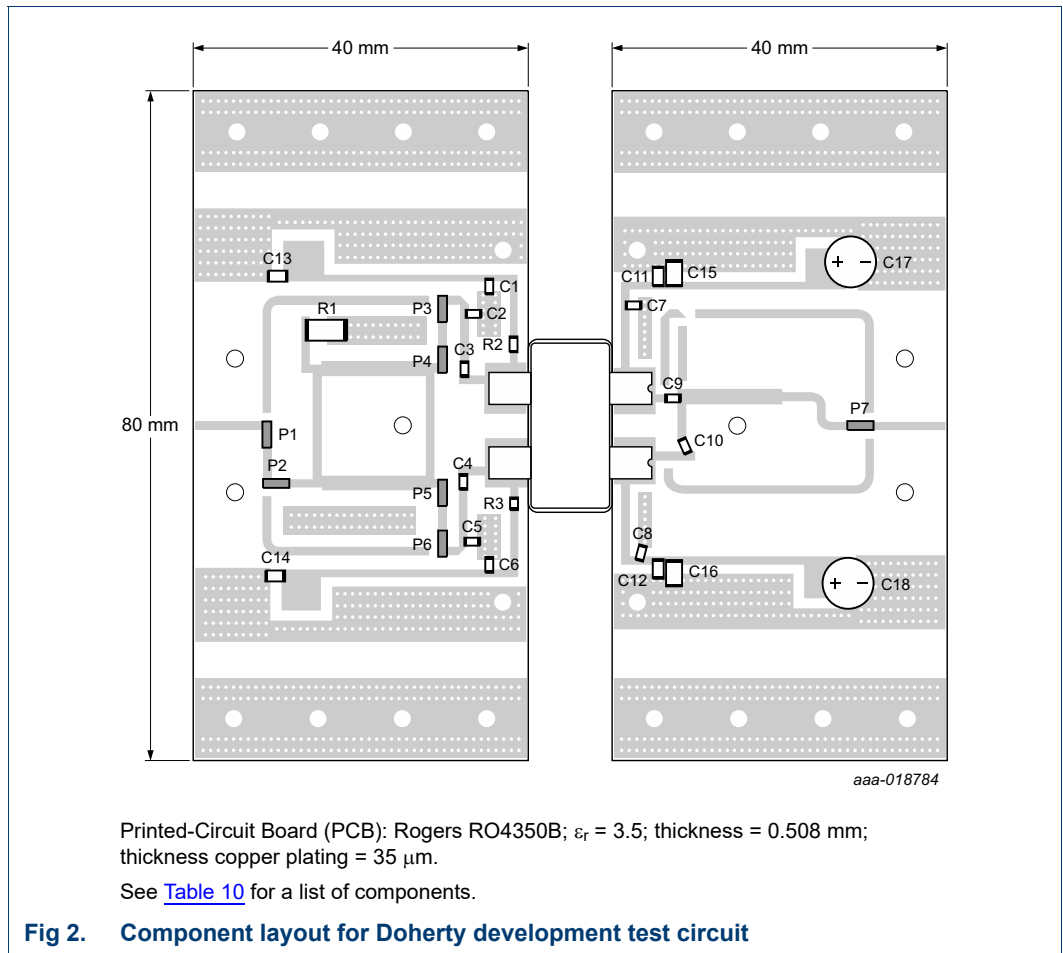 40 mm
40 mm
80 mm
C13
C1
C11
C15
+ −
C17
R1
P3
C2
C7
P4
C3
R2
C9
P7
P1
C10
P2
C4
P5
R3
C5
C8
P6
C14
C6
C12
C16
+ −
C18
aaa-018784
Printed-Circuit Board (PCB): Rogers RO4350B; εr = 3.5; thickness = 0.508 mm;
thickness copper plating = 35 μm.
See Table 10 for a list of components.
Fig 2. Component layout for Doherty development test circuit